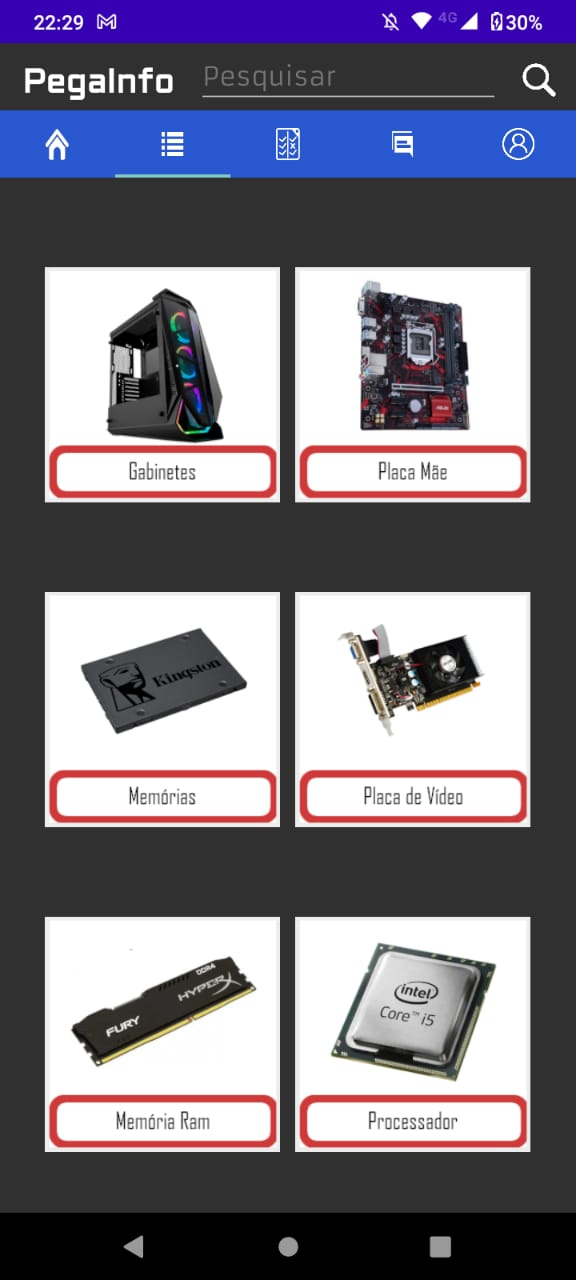 22:29 4G 30%
PegaInfo Pesquisar
Gabinetes Placa Mãe
Kingston
Memórias Placa de Vídeo
DDR4
HYPERX
FURY
intel
Core™ i5
Memória Ram Processador